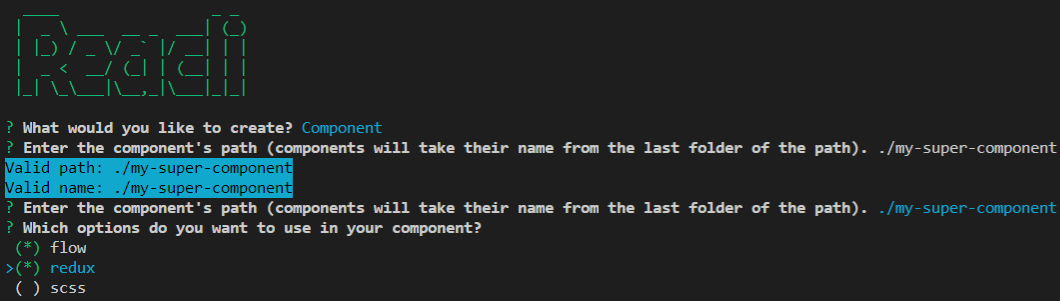 Reacli
? What would you like to create? Component
? Enter the component's path (components will take their name from the last folder of the path). ./my-super-component
Valid path: ./my-super-component
Valid name: ./my-super-component
? Enter the component's path (components will take their name from the last folder of the path). ./my-super-component
? Which options do you want to use in your component?
(*) flow
>(*) redux
( ) scss